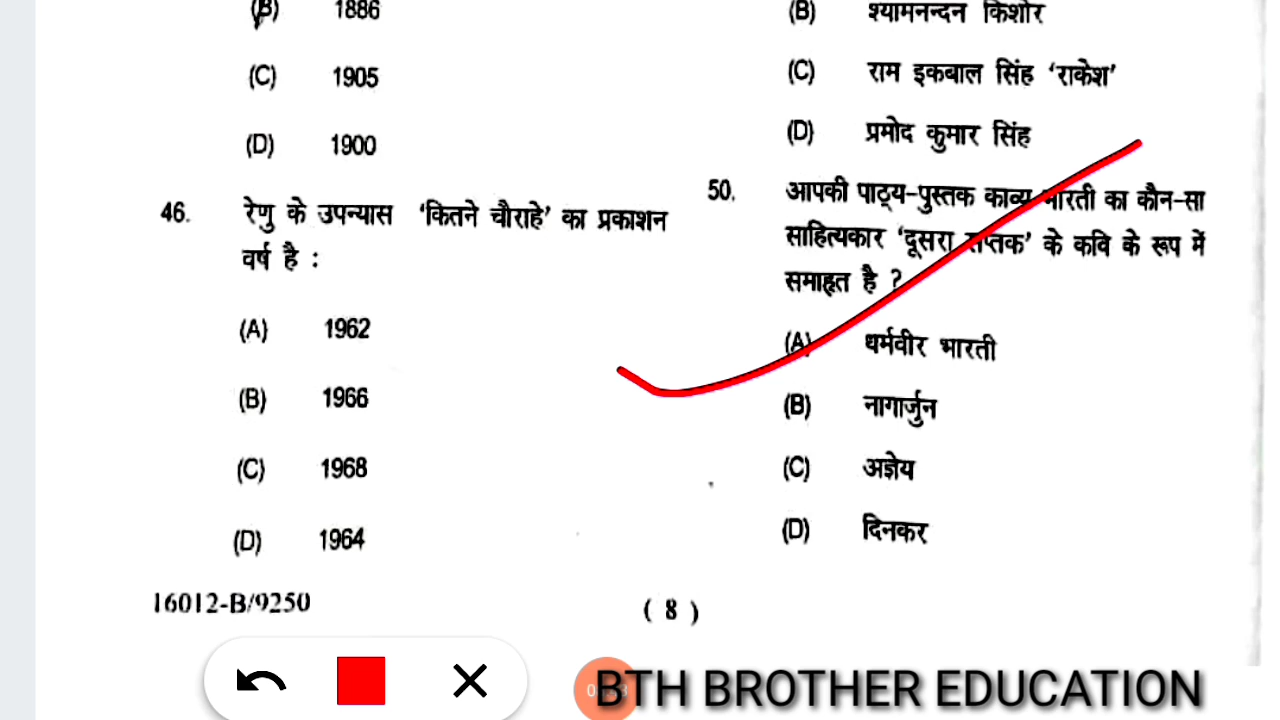 (B) 1886
(C) 1905
(D) 1900
46. रेणु के उपन्यास 'कितने चौराहे' का प्रकाशन
वर्ष है :
(A) 1962
(B) 1966
(C) 1968
(D) 1964
(B) श्यामनन्दन किशोर
(C) राम इकबाल सिंह 'राकेश'
(D) प्रमोद कुमार सिंह
50. आपकी पाठ्य-पुस्तक काव्य भारती का कौन-सा
साहित्यकार 'दूसरा सप्तक' के कवि के रूप में
समाहृत है ?
(A) धर्मवीर भारती
(B) नागार्जुन
(C) अज्ञेय
(D) दिनकर
16012-B/9250
( 8 )
BTH BROTHER EDUCATION